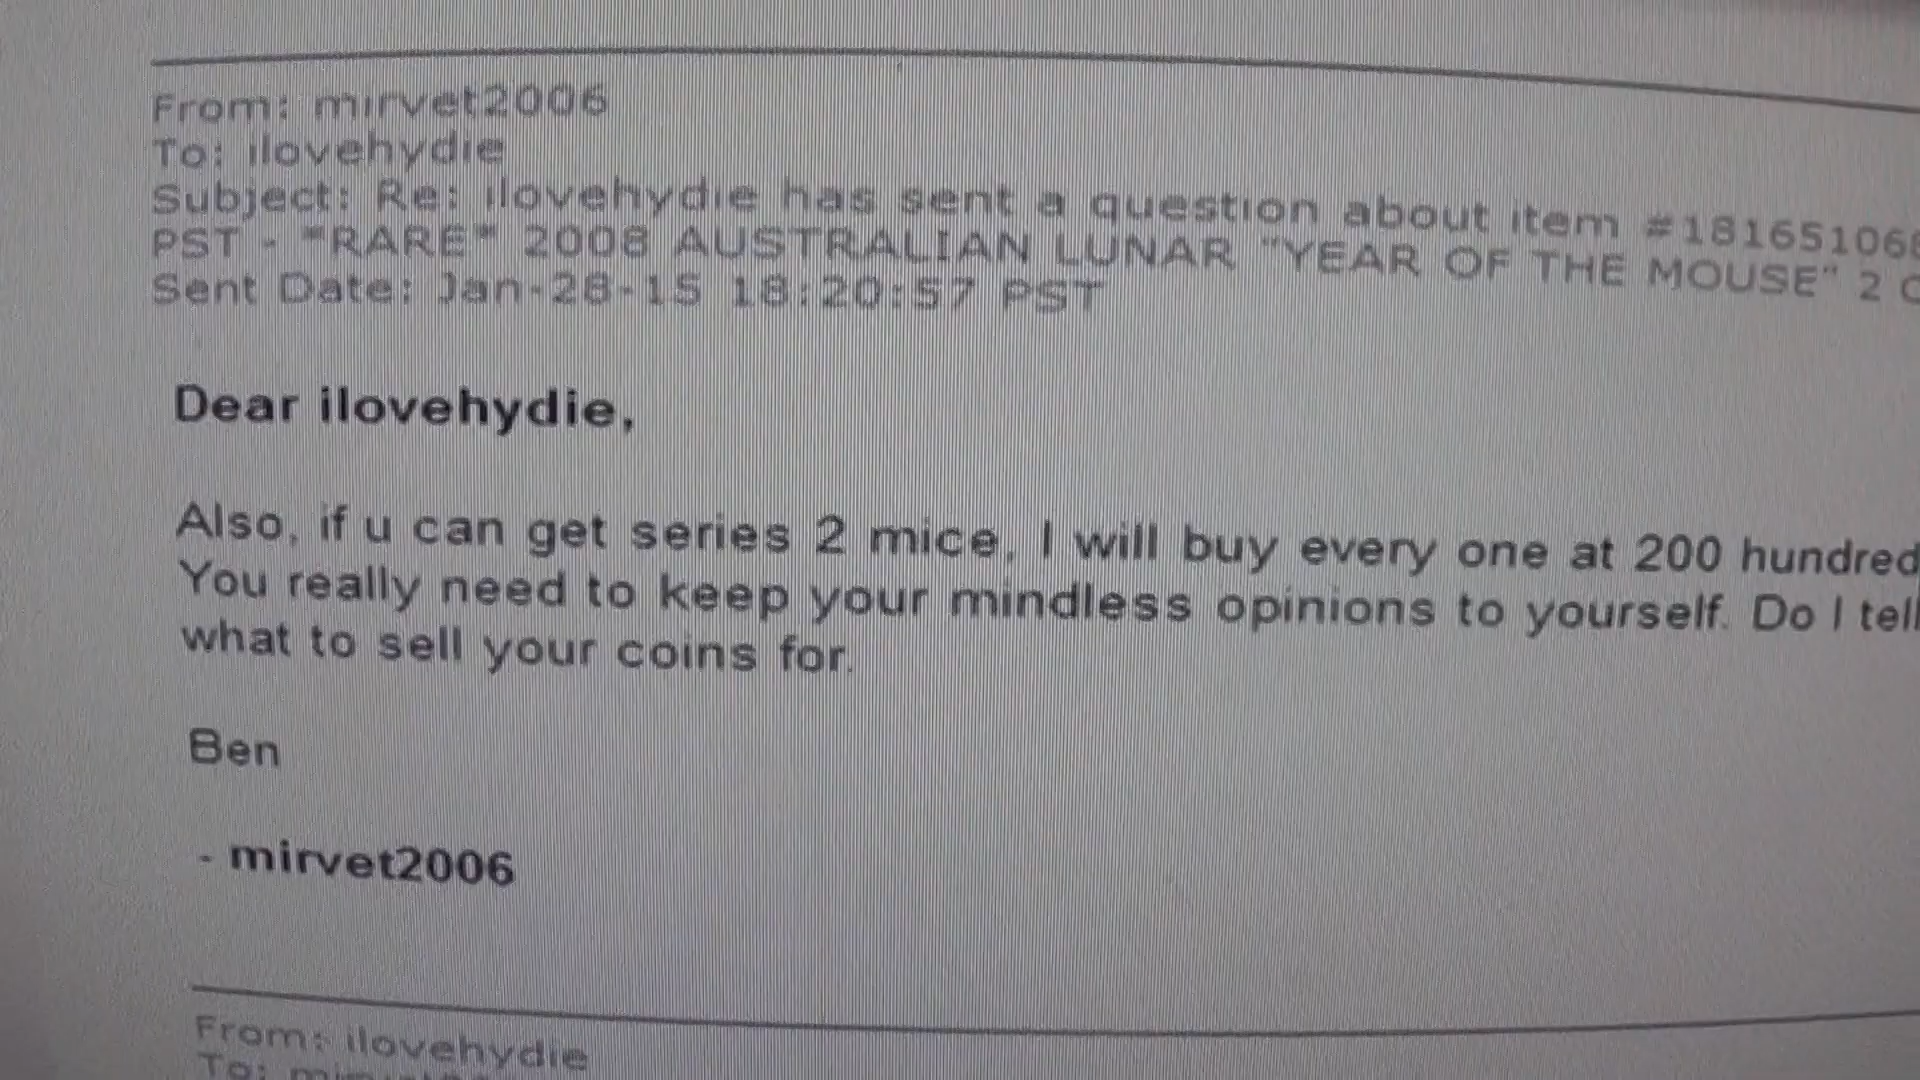 From: mirvet2006
To: ilovehydie
Subject: Re: ilovehydie has sent a question about item #181651068
PST - "RARE" 2008 AUSTRALIAN LUNAR "YEAR OF THE MOUSE" 2
Sent Date: Jan-28-15 18:20:57 PST
Dear ilovehydie,
Also, if u can get series 2 mice, I will buy every one at 200 hundred
You really need to keep your mindless opinions to yourself. Do I tell
what to sell your coins for.
Ben
- mirvet2006
From: ilovehydie
To: